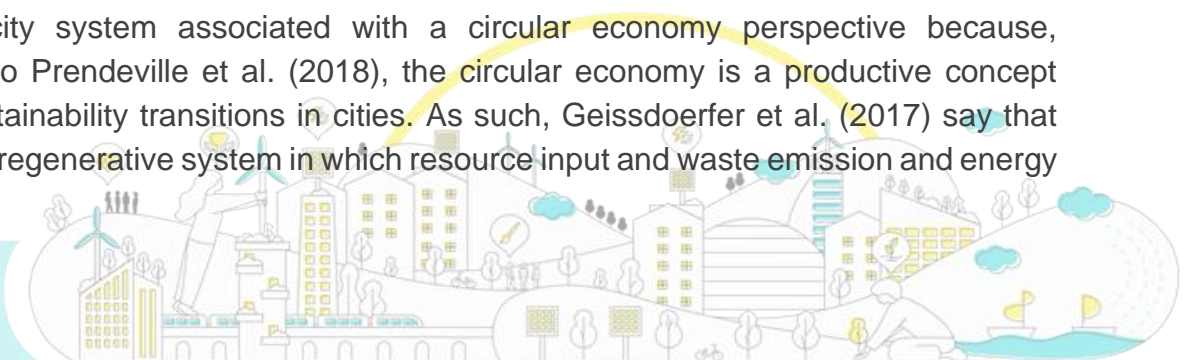 city system associated with a circular economy perspective because,
o Prendeville et al. (2018), the circular economy is a productive concept
tainability transitions in cities. As such, Geissdoerfer et al. (2017) say that
regenerative system in which resource input and waste emission and energy